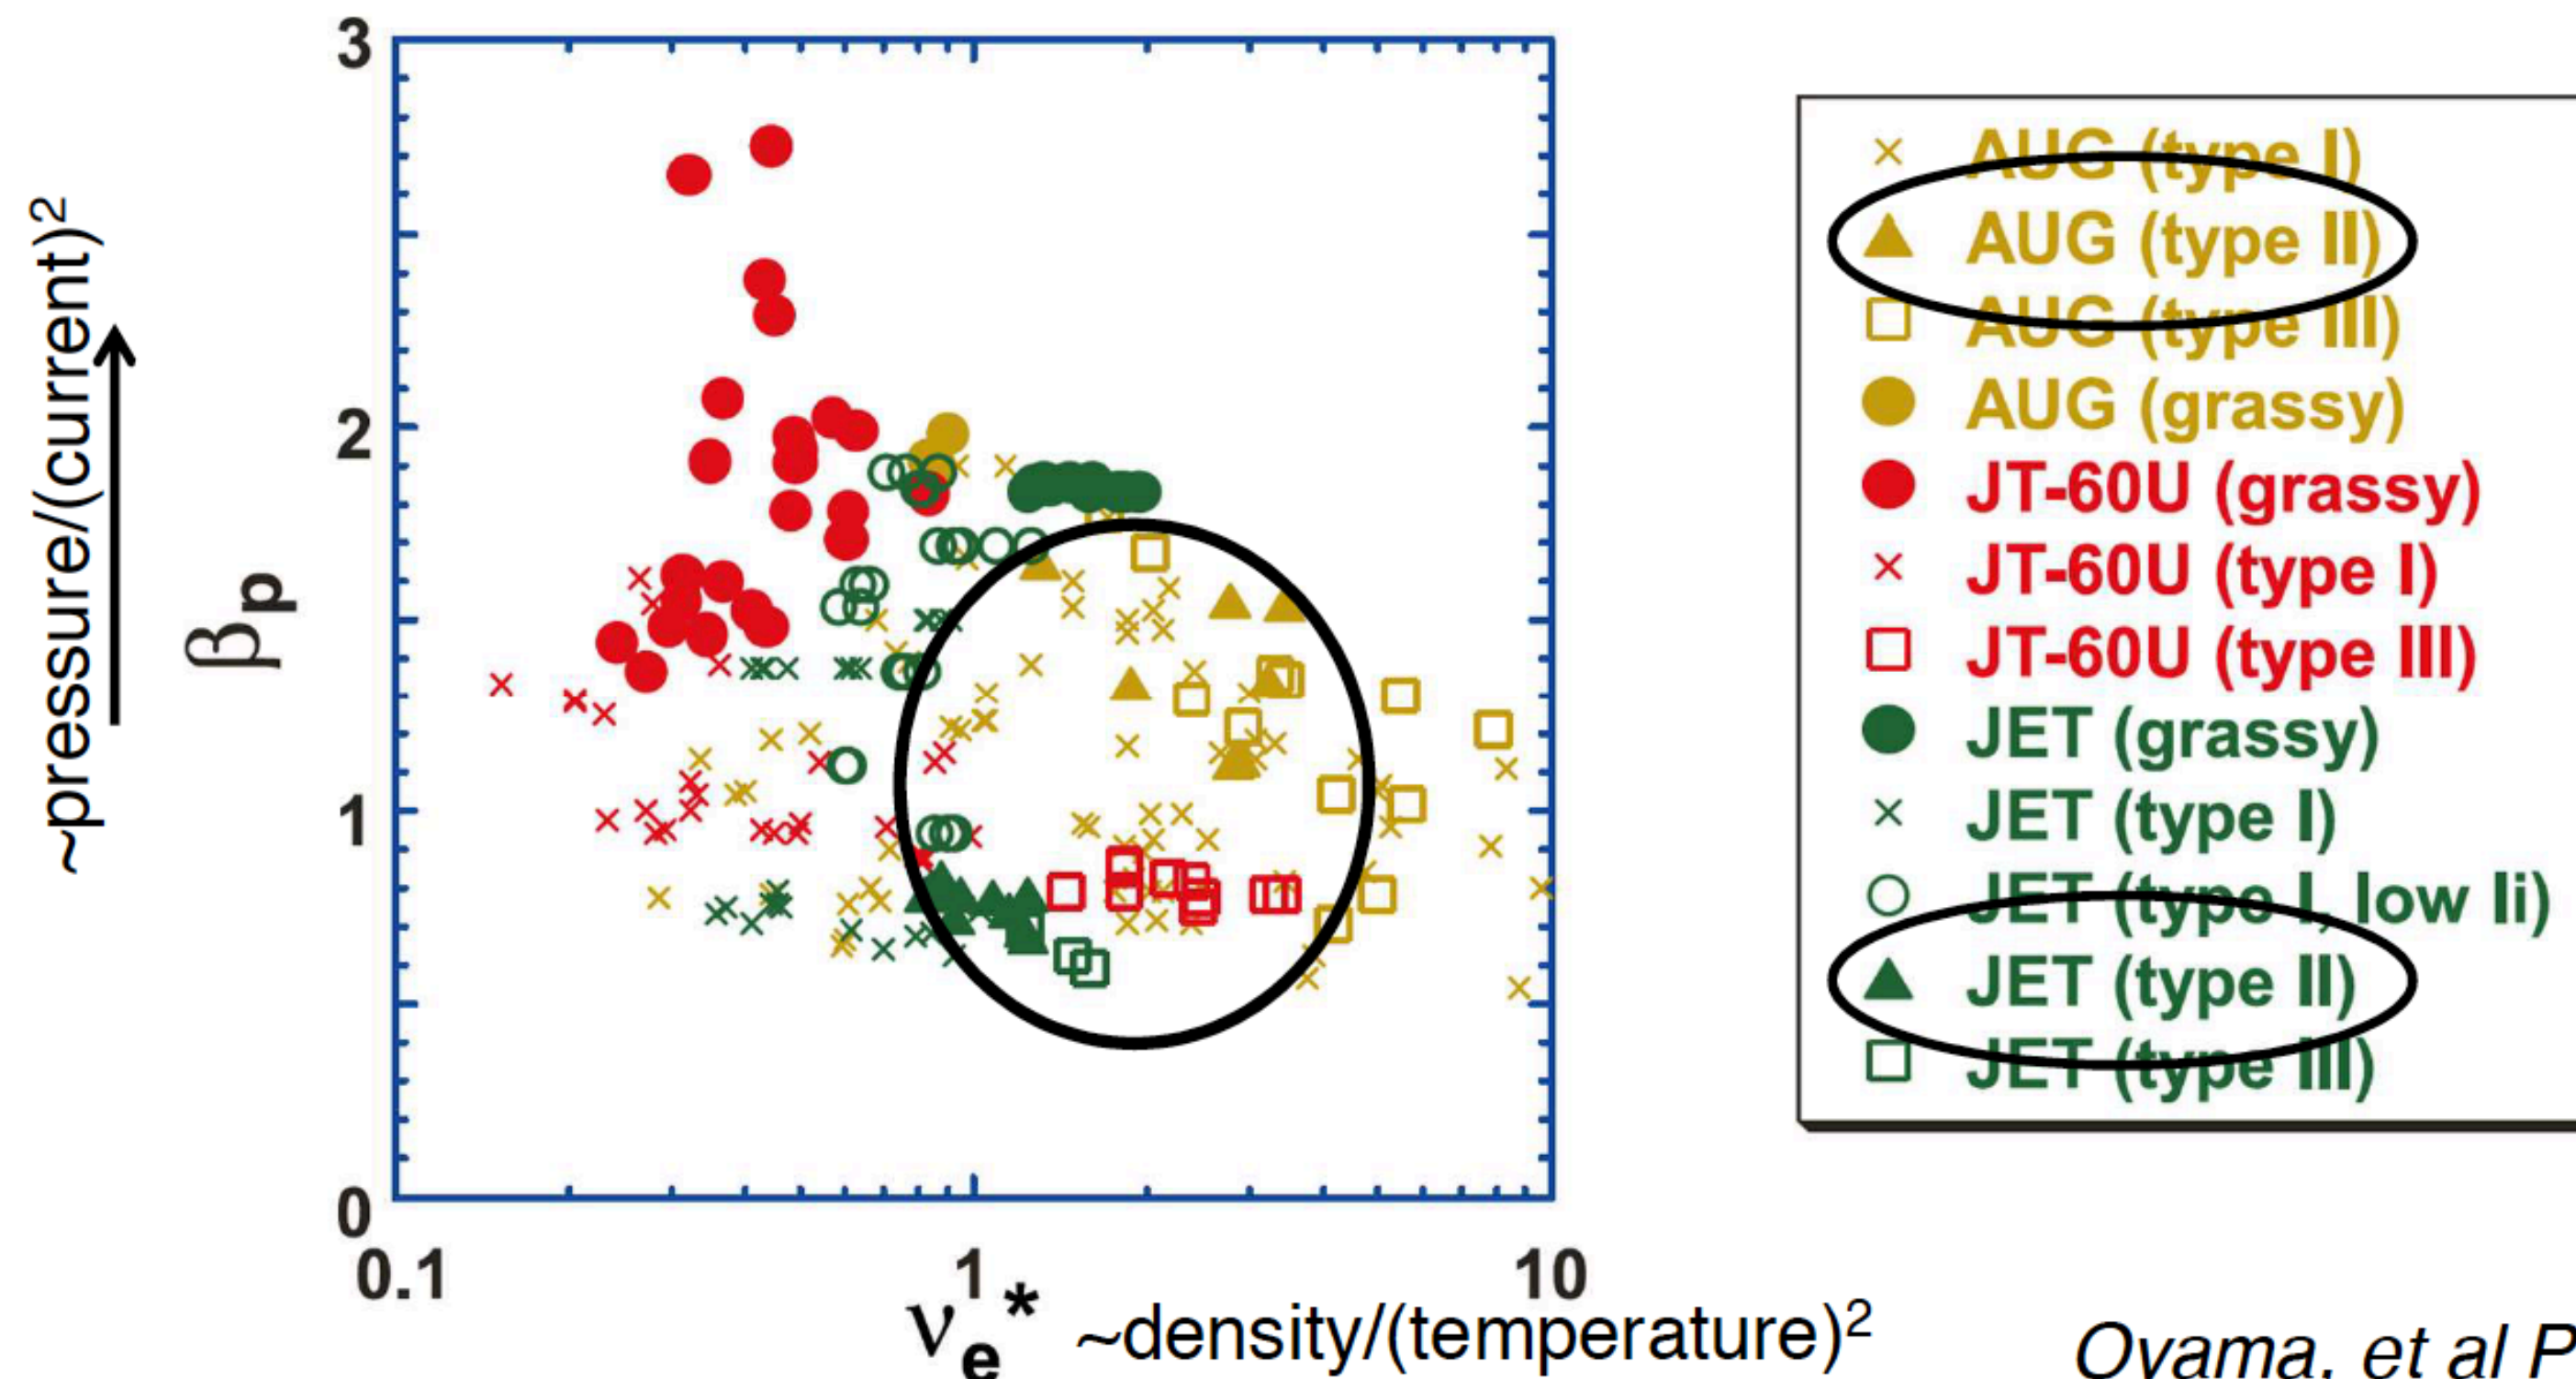 ~pressure/(current)²
βp
3
2
1
0
0.1
1
10
νe* ~density/(temperature)²
AUG (type I)
AUG (type II)
AUG (type III)
AUG (grassy)
JT-60U (grassy)
JT-60U (type I)
JT-60U (type III)
JET (grassy)
JET (type I)
JET (type I, low li)
JET (type II)
JET (type III)
Oyama, et al P